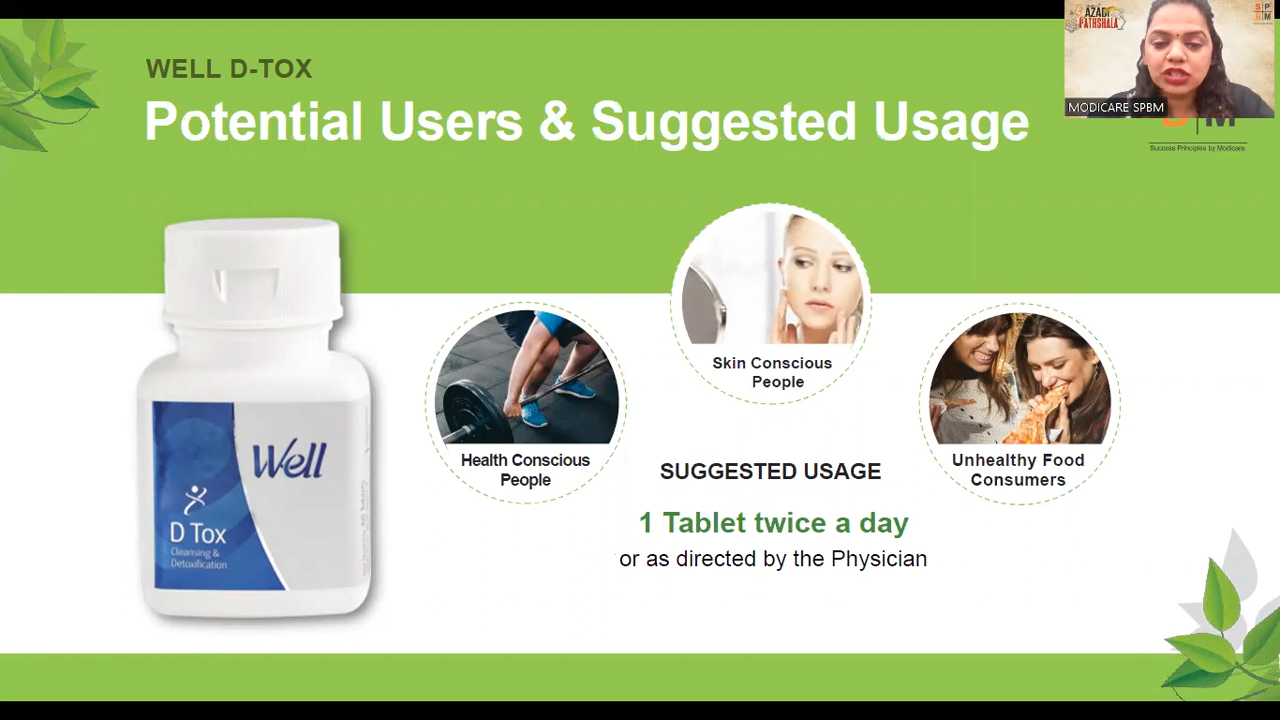 WELL D-TOX
Potential Users & Suggested Usage
AZADI
PATHSHALA
MODICARE SPBM
Success Principles by Modicare
Skin Conscious
People
Health Conscious
People
Unhealthy Food
Consumers
SUGGESTED USAGE
1 Tablet twice a day
or as directed by the Physician
Well
D Tox
Cleansing &
Detoxification